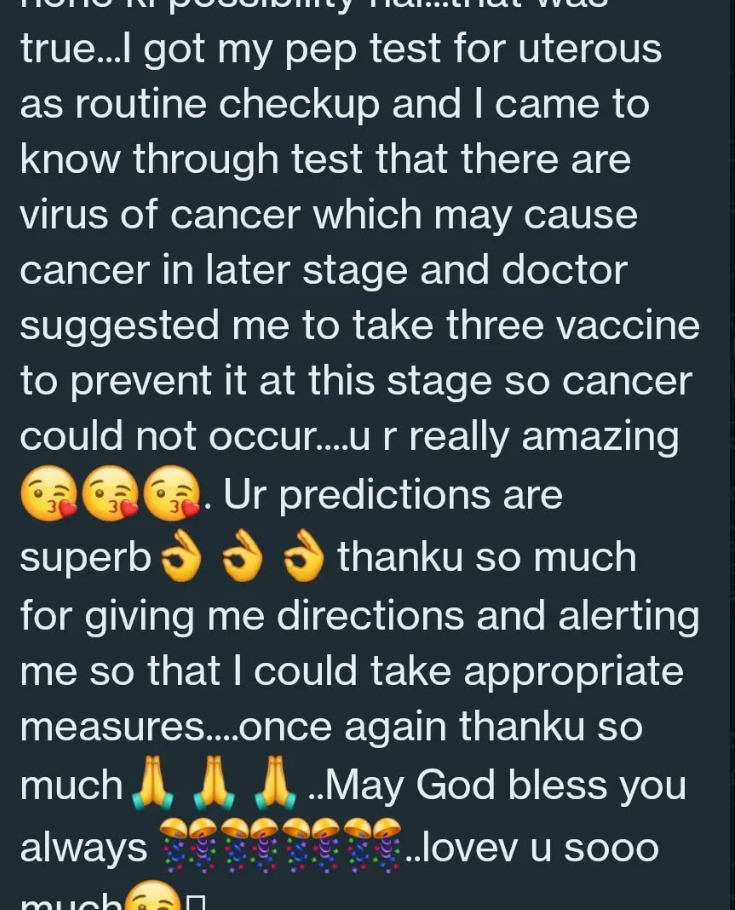 none ki possibility hai...that was
true...I got my pep test for uterous
as routine checkup and I came to
know through test that there are
virus of cancer which may cause
cancer in later stage and doctor
suggested me to take three vaccine
to prevent it at this stage so cancer
could not occur....u r really amazing
😘😘😘. Ur predictions are
superb👌👌👌 thanku so much
for giving me directions and alerting
me so that I could take appropriate
measures....once again thanku so
much🙏🙏🙏..May God bless you
always 🎊🎊🎊🎊..lovev u sooo
much😘